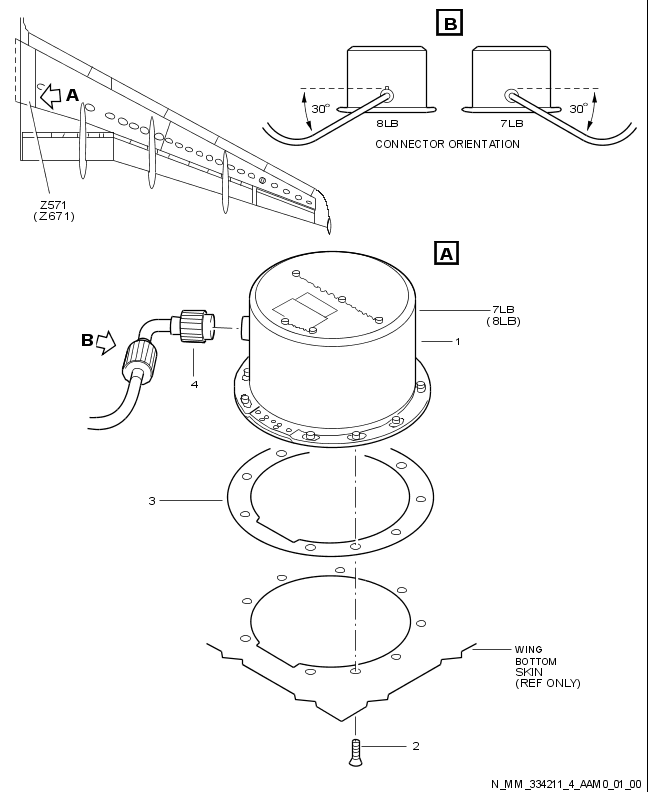 B
A
30°
8LB
7LB
30°
CONNECTOR ORIENTATION
Z571
(Z671)
A
7LB
(8LB)
B
1
4
3
WING
BOTTOM
SKIN
(REF ONLY)
2
N_MM_334211_4_AAM0_01_00